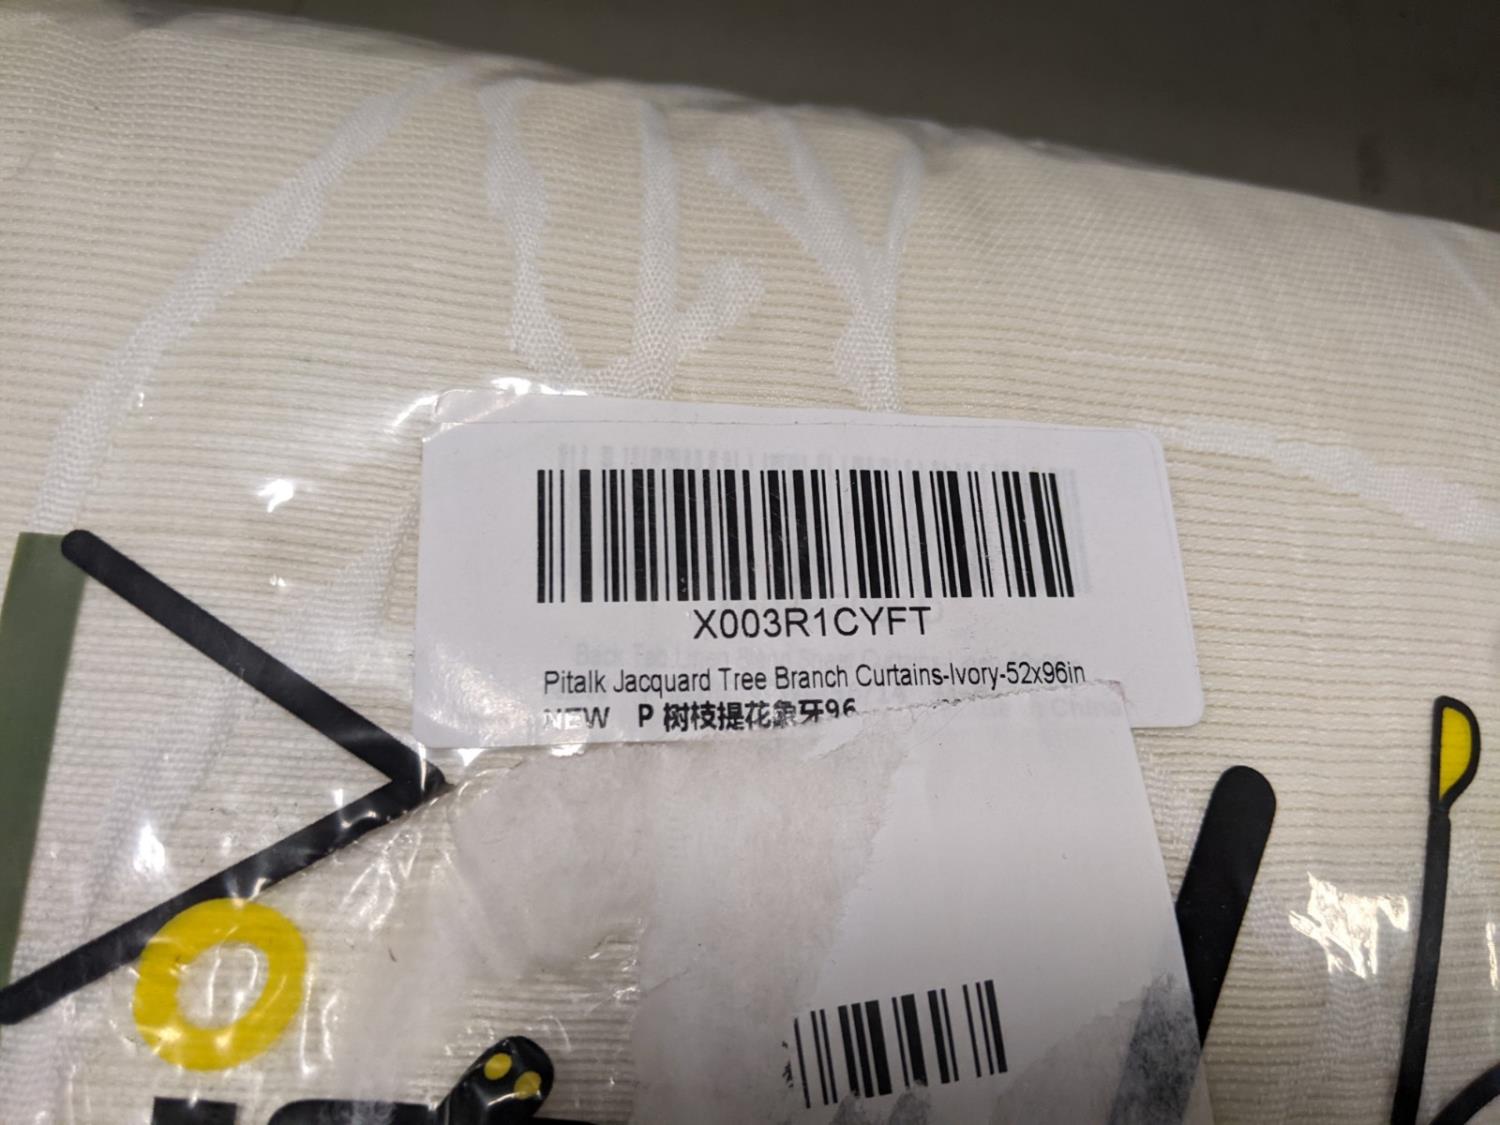 X003R1CYFT
Pitalk Jacquard Tree Branch Curtains-Ivory-52x96in
NEW P 树枝提花象牙96